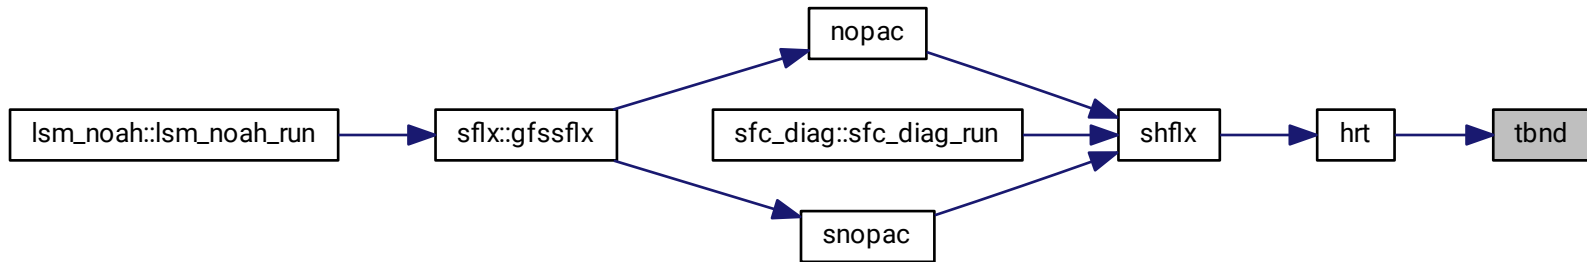 nopac
lsm_noah::lsm_noah_run
sflx::gfssflx
sfc_diag::sfc_diag_run
shflx
hrt
tbnd
snopac